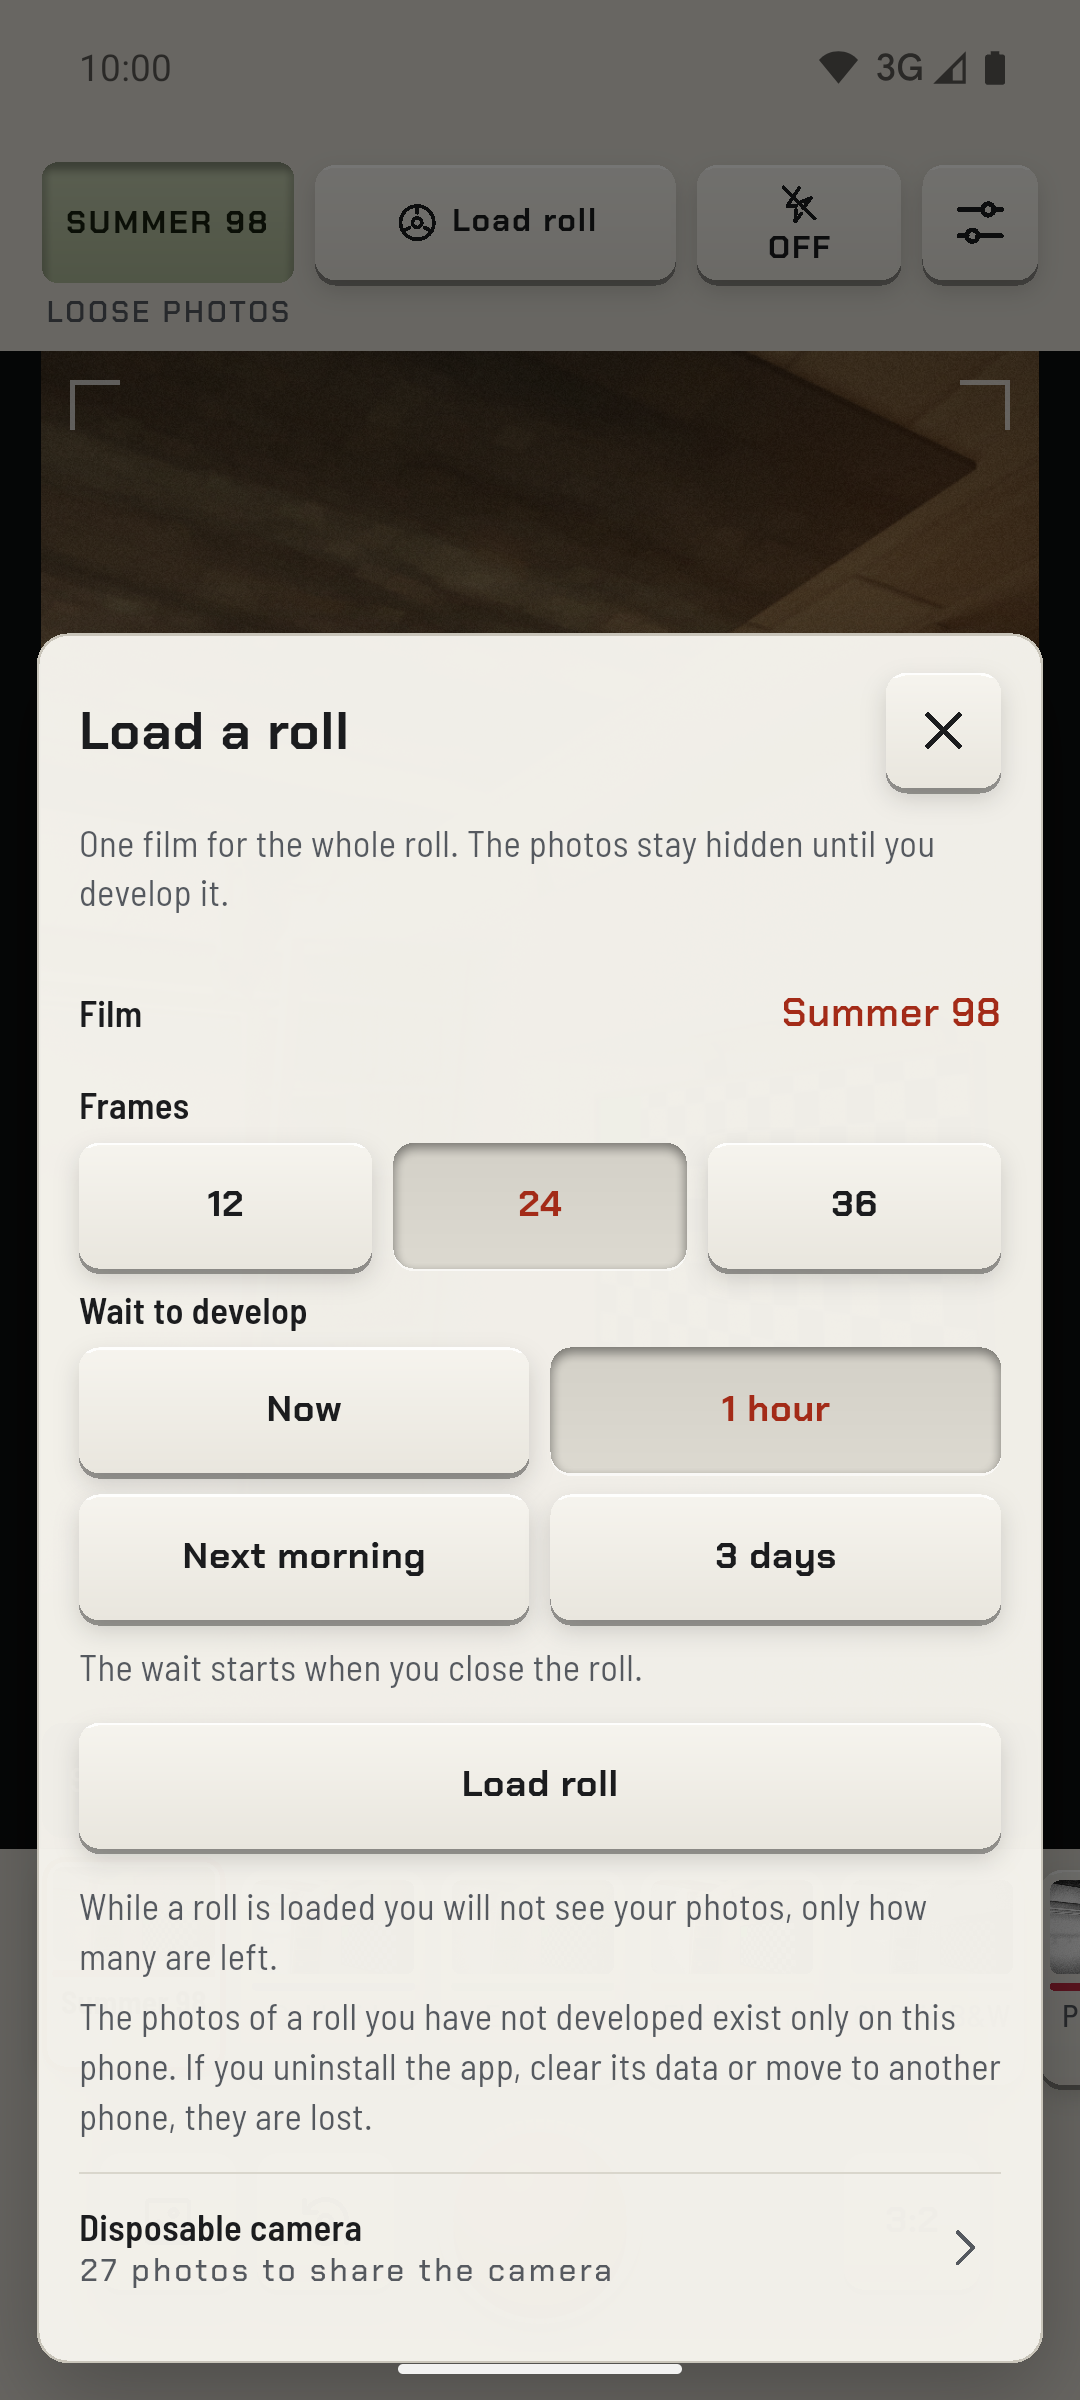 10:00
3G
SUMMER 98
Load roll
OFF
LOOSE PHOTOS
Load a roll
One film for the whole roll. The photos stay hidden until you
develop it.
Film
Summer 98
Frames
12
24
36
Wait to develop
Now
1 hour
Next morning
3 days
The wait starts when you close the roll.
Load roll
While a roll is loaded you will not see your photos, only how
many are left.
The photos of a roll you have not developed exist only on this
phone. If you uninstall the app, clear its data or move to another
phone, they are lost.
P
Disposable camera
27 photos to share the camera